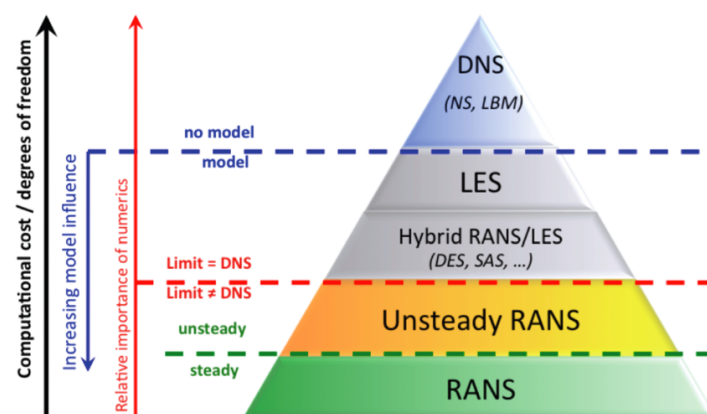 Computational cost / degrees of freedom
Increasing model influence
Relative importance of numerics
DNS
(NS, LBM)
no model
model
LES
Hybrid RANS/LES
(DES, SAS, ...)
Limit = DNS
Limit ≠ DNS
Unsteady RANS
unsteady
steady
RANS